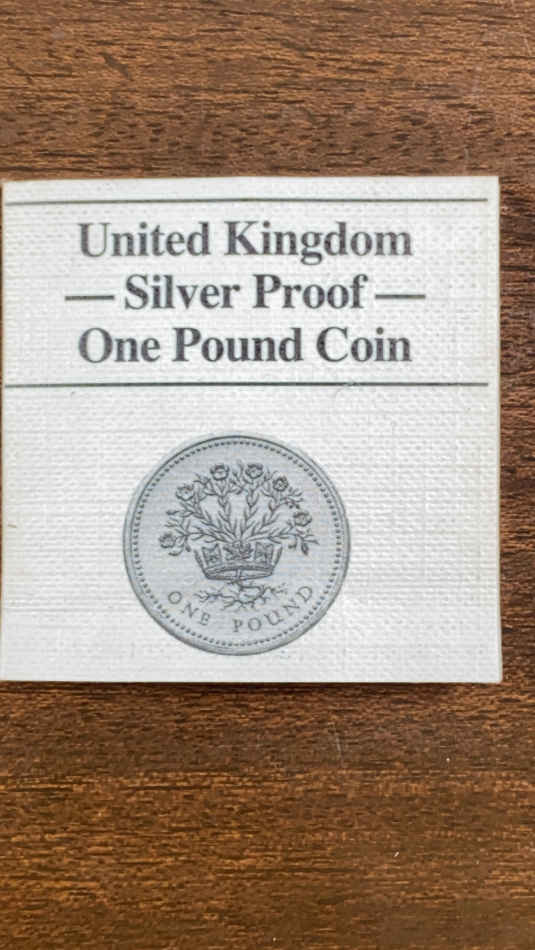 United Kingdom
— Silver Proof —
One Pound Coin
ONE POUND